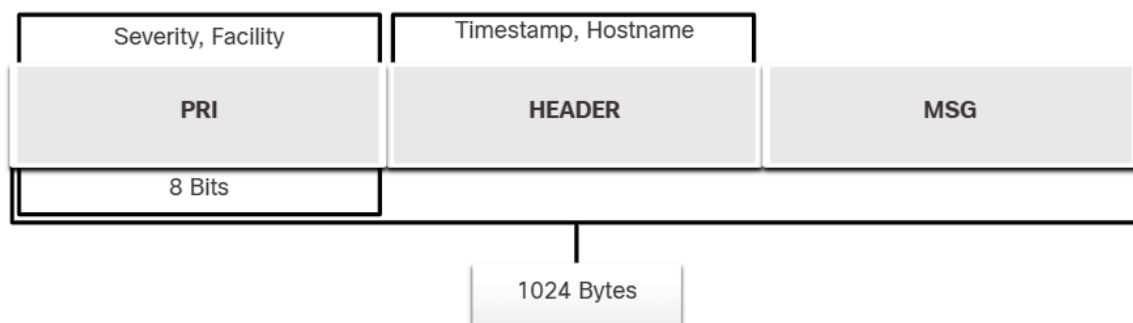 Severity, Facility
Timestamp, Hostname
PRI
HEADER
MSG
8 Bits
1024 Bytes